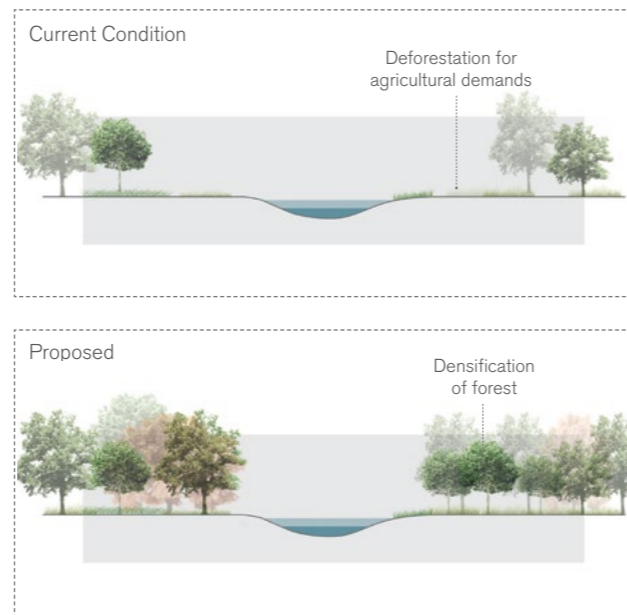 Current Condition
Deforestation for
agricultural demands
Proposed
Densification
of forest